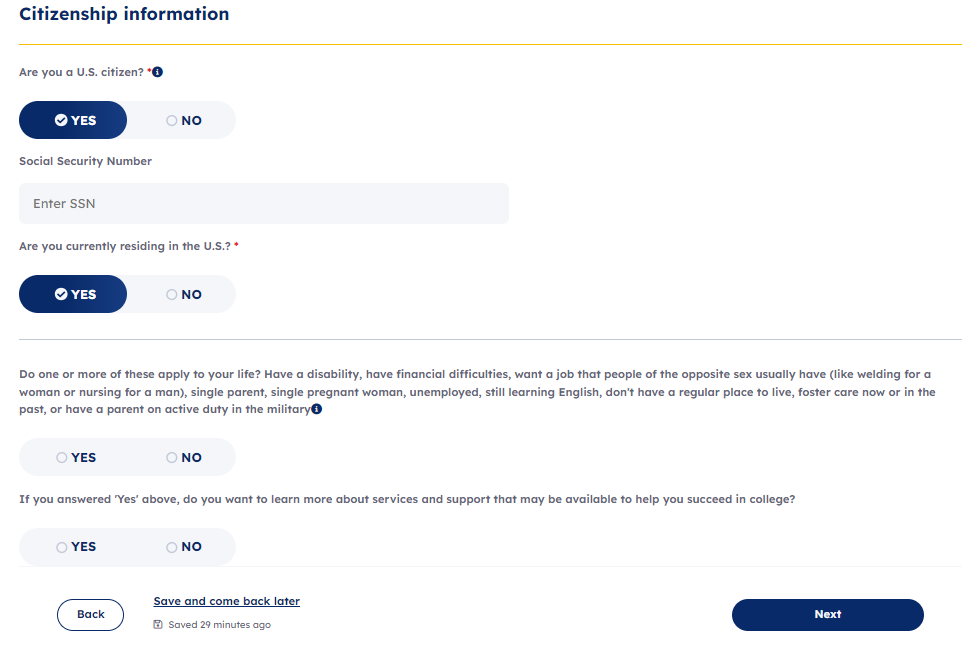 Citizenship information
Are you a U.S. citizen? *
YES NO
Social Security Number
Enter SSN
Are you currently residing in the U.S.? *
YES NO
Do one or more of these apply to your life? Have a disability, have financial difficulties, want a job that people of the opposite sex usually have (like welding for a
woman or nursing for a man), single parent, single pregnant woman, unemployed, still learning English, don't have a regular place to live, foster care now or in the
past, or have a parent on active duty in the military
YES NO
If you answered 'Yes' above, do you want to learn more about services and support that may be available to help you succeed in college?
YES NO
Back
Save and come back later
Saved 29 minutes ago
Next